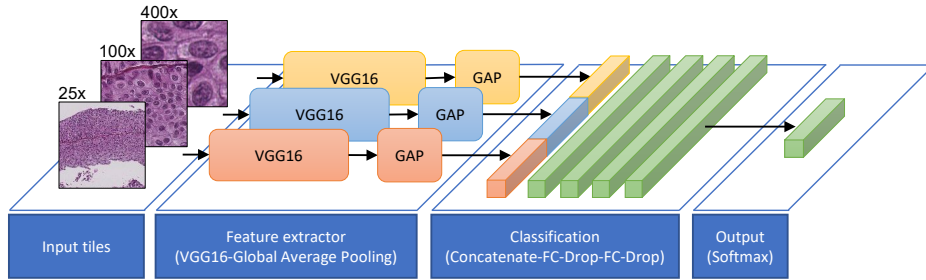 400x
100x
25x
VGG16
GAP
VGG16
GAP
VGG16
GAP
Input tiles
Feature extractor
(VGG16-Global Average Pooling)
Classification
(Concatenate-FC-Drop-FC-Drop)
Output
(Softmax)